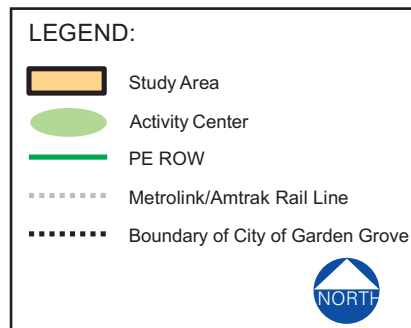 LEGEND:
Study Area
Activity Center
PE ROW
Metrolink/Amtrak Rail Line
Boundary of City of Garden Grove
NORTH